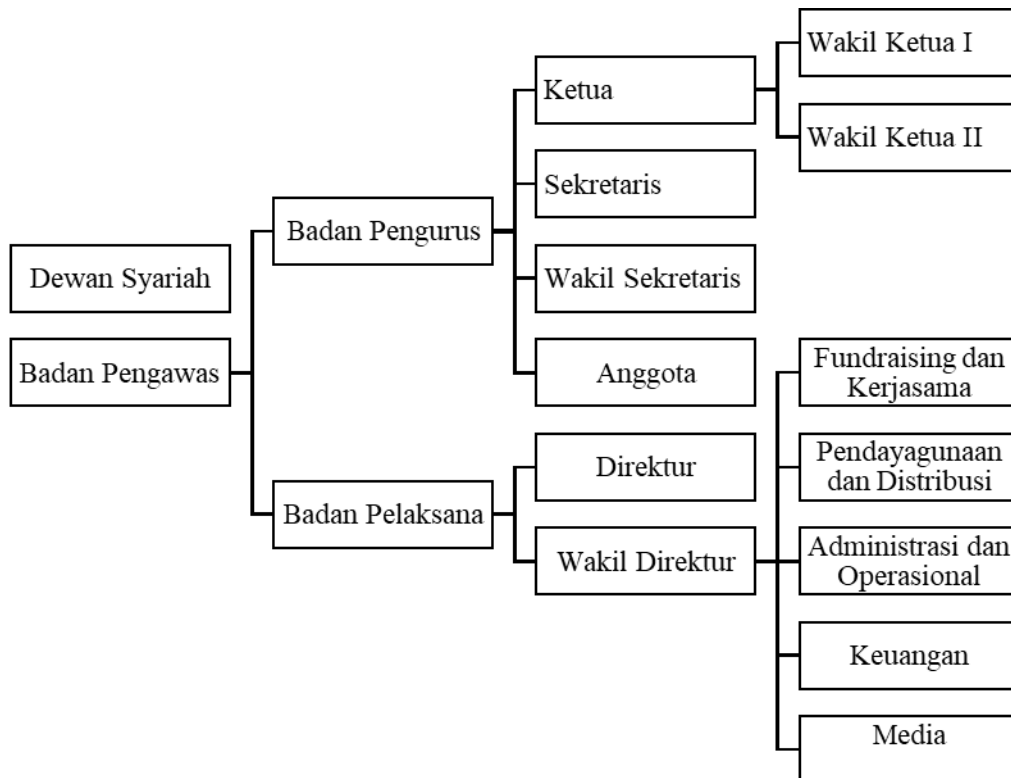 Dewan Syariah
Badan Pengawas
Badan Pengurus
Ketua
Wakil Ketua I
Wakil Ketua II
Sekretaris
Wakil Sekretaris
Anggota
Badan Pelaksana
Direktur
Wakil Direktur
Fundraising dan
Kerjasama
Pendayagunaan
dan Distribusi
Administrasi dan
Operasional
Keuangan
Media